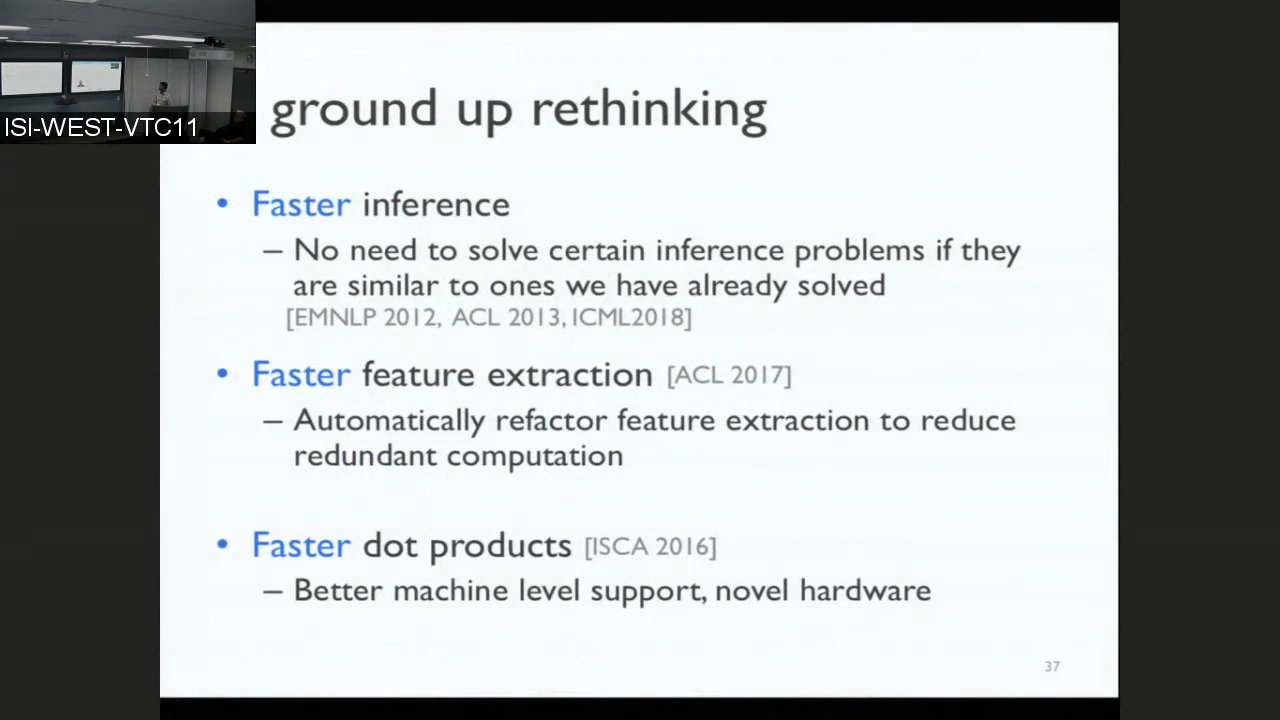 ISI-WEST-VTC11
ground up rethinking
• Faster inference
– No need to solve certain inference problems if they
are similar to ones we have already solved
[EMNLP 2012, ACL 2013, ICML2018]
• Faster feature extraction [ACL 2017]
– Automatically refactor feature extraction to reduce
redundant computation
• Faster dot products [ISCA 2016]
– Better machine level support, novel hardware
37